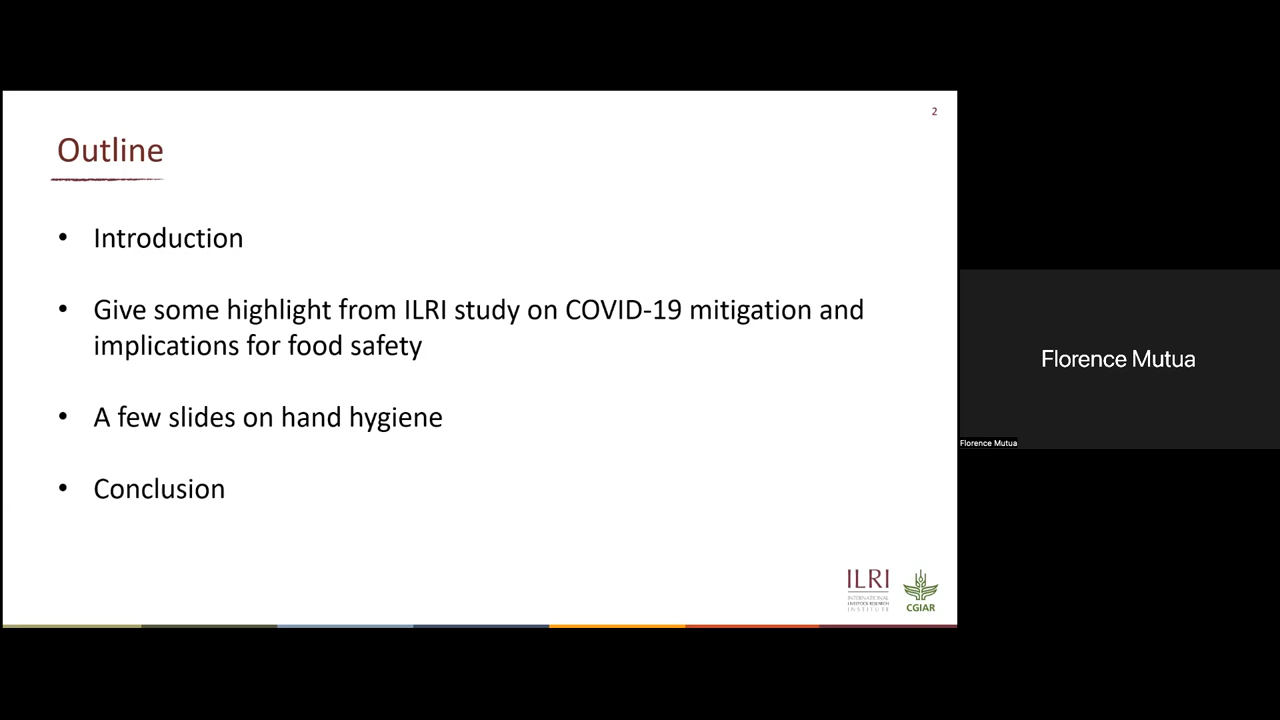 2
Outline
• Introduction
• Give some highlight from ILRI study on COVID-19 mitigation and
implications for food safety
• A few slides on hand hygiene
• Conclusion
ILRI
INTERNATIONAL
LIVESTOCK RESEARCH
INSTITUTE
CGIAR
Florence Mutua
Florence Mutua